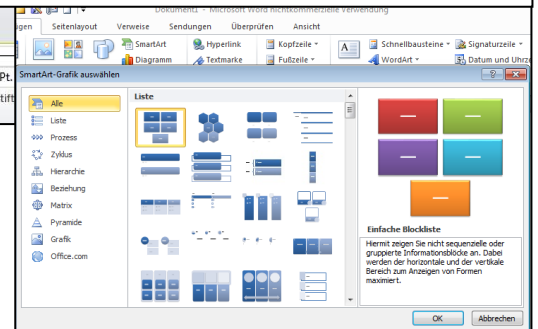 Dokument1 - Microsoft Word nichtkommerzielle Verwendung
ügen Seitenlayout Verweise Sendungen Überprüfen Ansicht
SmartArt Hyperlink Kopfzeile Schnellbausteine Signaturzeile
Diagramm Textmarke Fußzeile A WordArt Datum und Uhrze
Pt.
SmartArt-Grafik auswählen
tift
Alle
Liste
Prozess
Zyklus
Hierarchie
Beziehung
Matrix
Pyramide
Grafik
Office.com
Liste
Einfache Blockliste
Hiermit zeigen Sie nicht sequenzielle oder
gruppierte Informationsblöcke an. Dabei
werden der horizontale und der vertikale
Bereich zum Anzeigen von Formen
maximiert.
OK Abbrechen